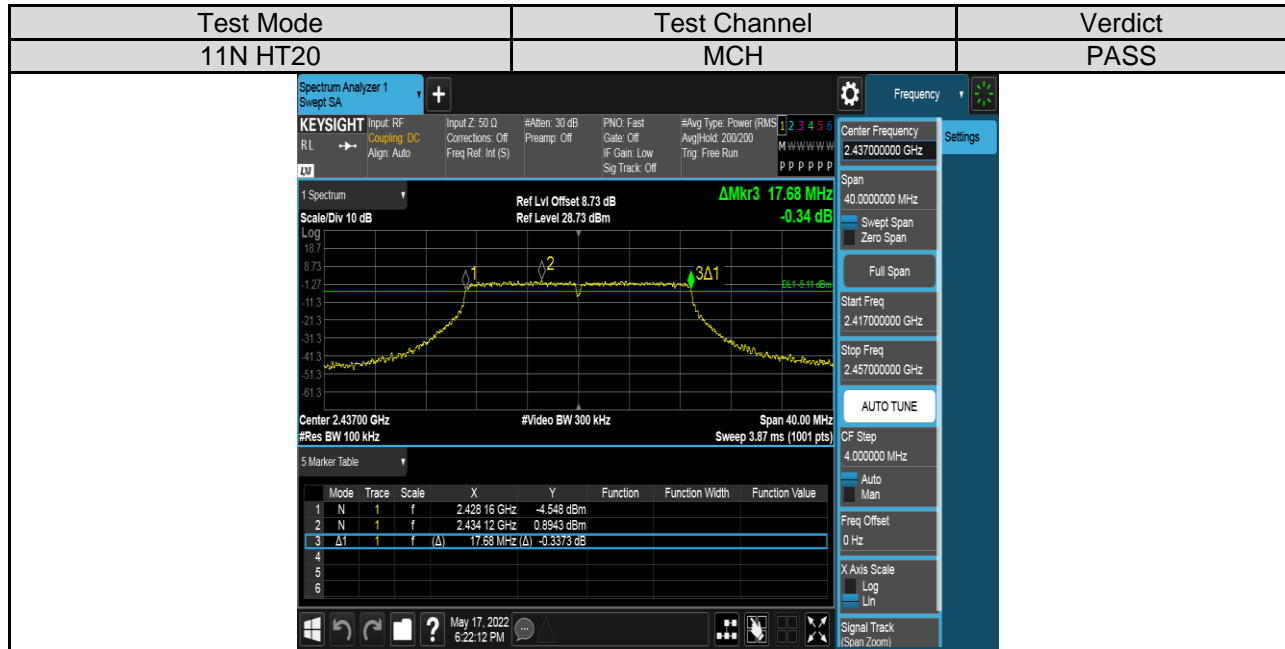 Test Mode Test Channel Verdict
11N HT20 MCH PASS
Spectrum Analyzer 1
Swept SA
+
Frequency
KEYSIGHT
RL
LXI
Input: RF
Coupling: DC
Align: Auto
Input Z: 50 Ω
Corrections: Off
Freq Ref: Int (S)
#Atten: 30 dB
Preamp: Off
PNO: Fast
Gate: Off
IF Gain: Low
Sig Track: Off
#Avg Type: Power (RMS
Avg|Hold: 200/200
Trig: Free Run
1 2 3 4 5 6
M W W W W W
P P P P P P
1 Spectrum
Scale/Div 10 dB
Ref Lvl Offset 8.73 dB
Ref Level 28.73 dBm
ΔMkr3 17.68 MHz
-0.34 dB
Log
18.7
8.73
-1.27
-11.3
-21.3
-31.3
-41.3
-51.3
-61.3
1
2
3Δ1
DL1 -5.11 dBm
Center 2.43700 GHz
#Video BW 300 kHz
Span 40.00 MHz
#Res BW 100 kHz
Sweep 3.87 ms (1001 pts)
5 Marker Table
Mode Trace Scale X Y Function Function Width Function Value
1 N 1 f 2.428 16 GHz -4.548 dBm
2 N 1 f 2.434 12 GHz 0.8943 dBm
3 Δ1 1 f (Δ) 17.68 MHz (Δ) -0.3373 dB
4
5
6
?
May 17, 2022
6:22:12 PM
Center Frequency
2.437000000 GHz
Settings
Span
40.0000000 MHz
Swept Span
Zero Span
Full Span
Start Freq
2.417000000 GHz
Stop Freq
2.457000000 GHz
AUTO TUNE
CF Step
4.000000 MHz
Auto
Man
Freq Offset
0 Hz
X Axis Scale
Log
Lin
Signal Track
(Span Zoom)